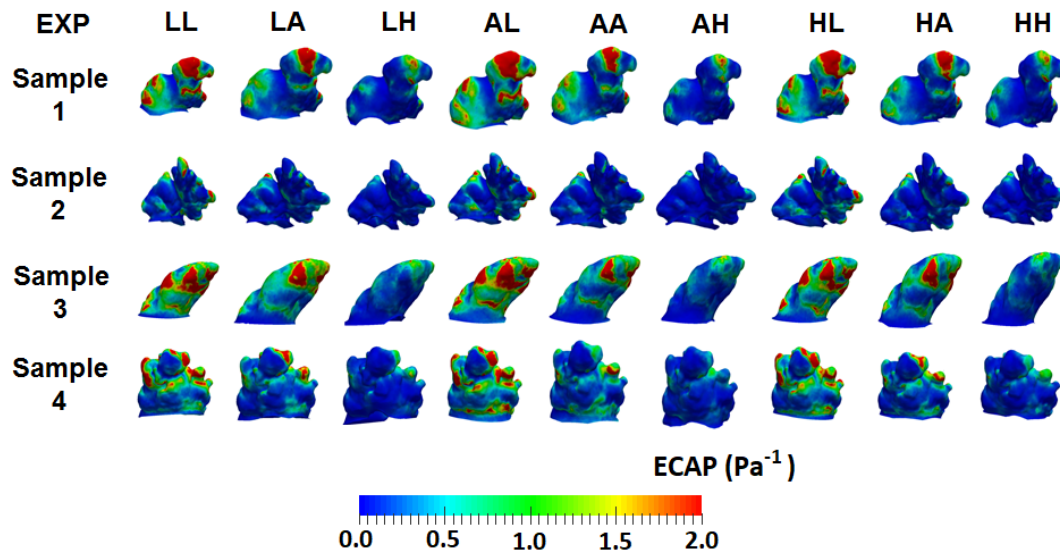 EXP LL LA LH AL AA AH HL HA HH
Sample
1
Sample
2
Sample
3
Sample
4
ECAP (Pa⁻¹)
0.0 0.5 1.0 1.5 2.0